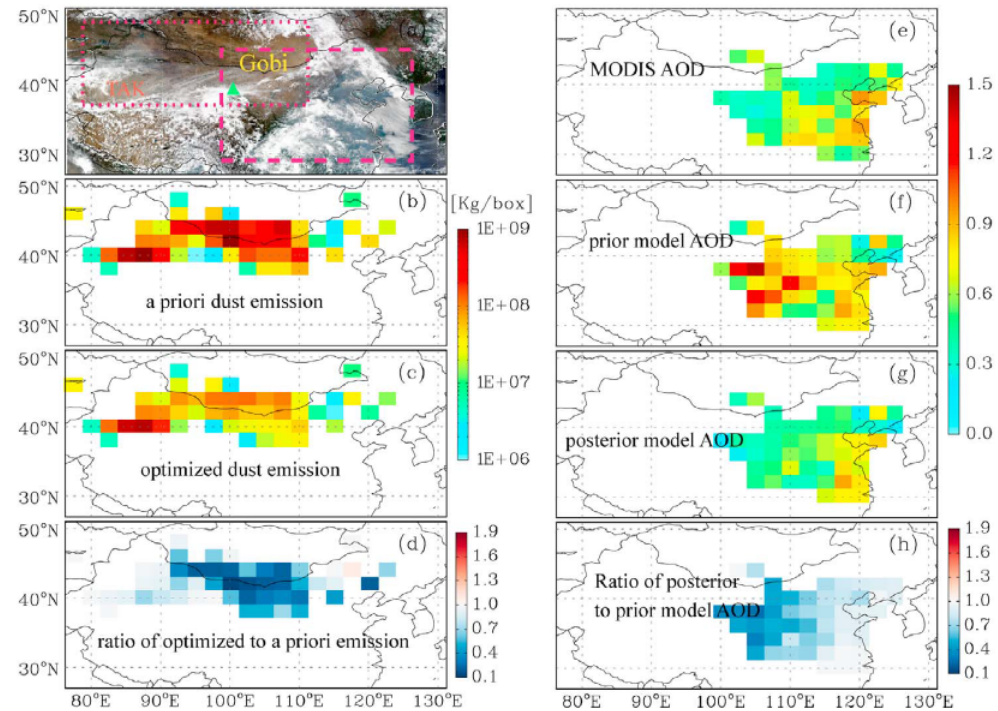 50°N
40°N
30°N
TAK
Gobi
50°N
40°N
30°N
(b)
a priori dust emission
50°N
40°N
30°N
(c)
optimized dust emission
50°N
40°N
30°N
(d)
ratio of optimized to a priori emission
80°E 90°E 100°E 110°E 120°E 130°E
[Kg/box]
1E+09
1E+08
1E+07
1E+06
1.9
1.6
1.3
1.0
0.7
0.4
0.1
(e)
MODIS AOD
(f)
prior model AOD
(g)
posterior model AOD
(h)
Ratio of posterior
to prior model AOD
80°E 90°E 100°E 110°E 120°E 130°E
1.5
1.2
0.9
0.6
0.3
0.0
1.9
1.6
1.3
1.0
0.7
0.4
0.1